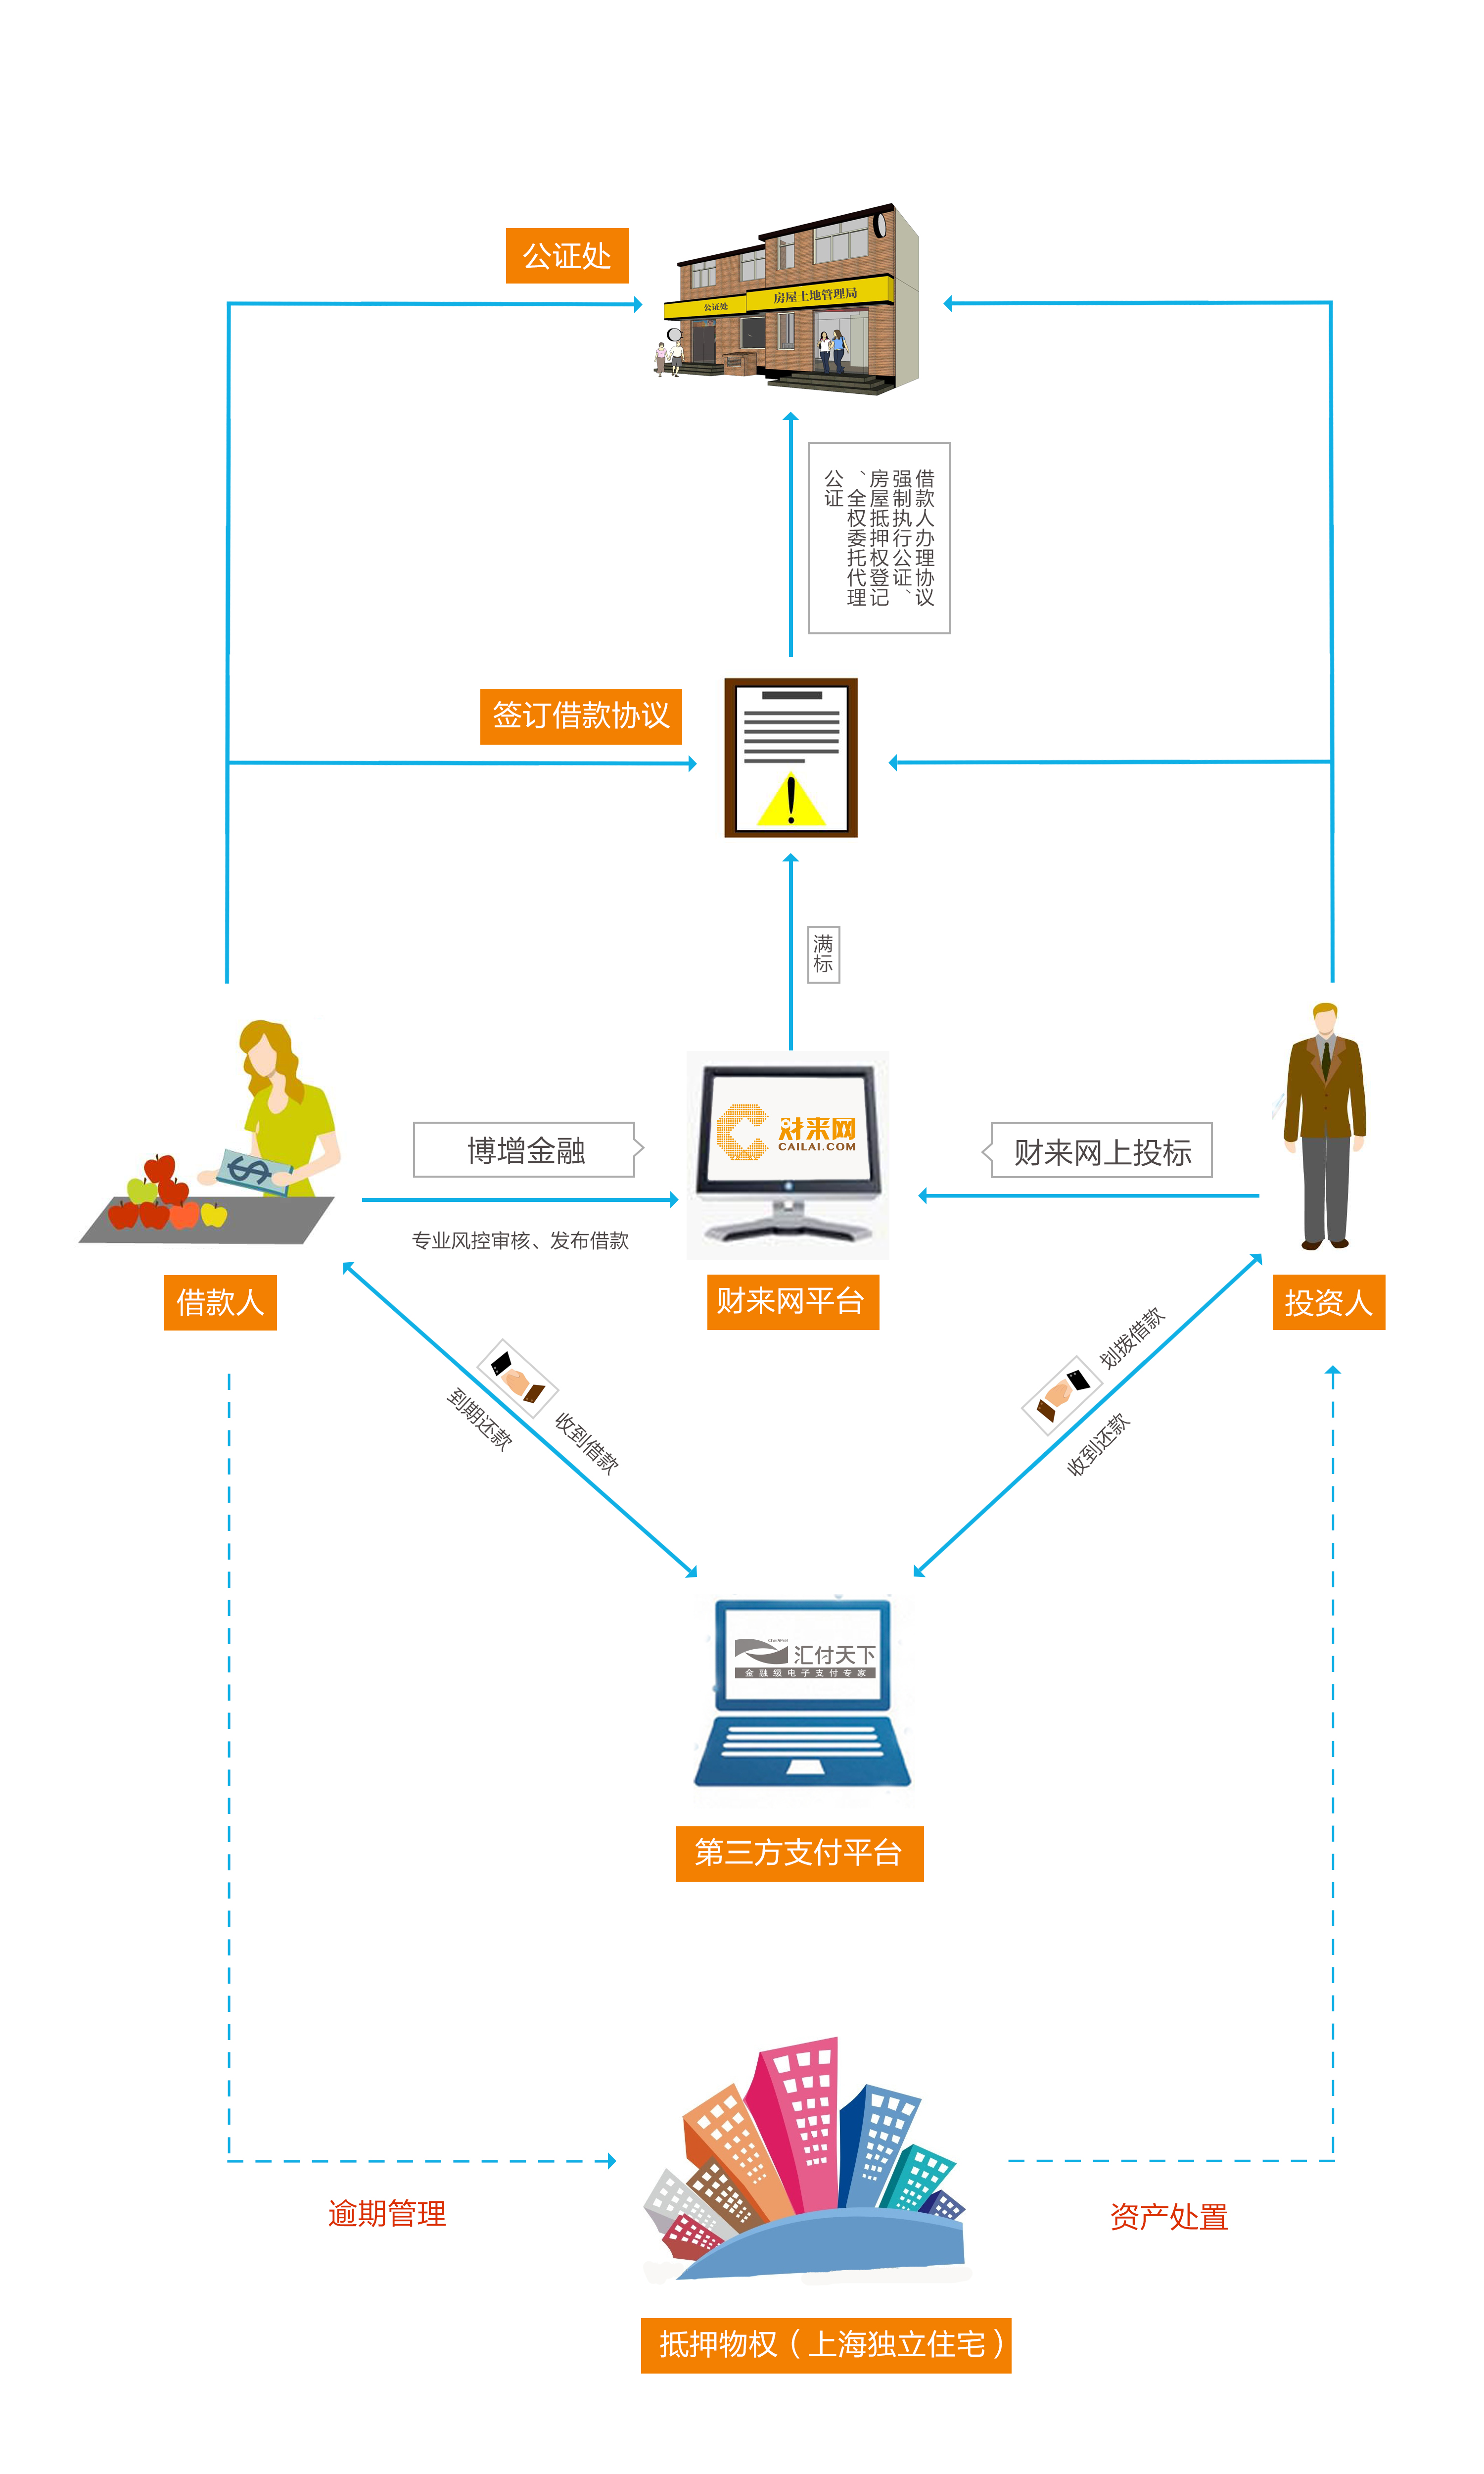 公证处
公证处
房屋土地管理局
借款人办理协议
强制执行公证、
房屋抵押权登记
、全权委托代理
公证
签订借款协议
满标
博增金融
财来网
CAILAI.COM
财来网上投标
专业风控审核、发布借款
借款人
财来网平台
投资人
到期还款
收到借款
划拨借款
收到还款
ChinaPnR
汇付天下
金融级电子支付专家
第三方支付平台
逾期管理
资产处置
抵押物权（上海独立住宅）